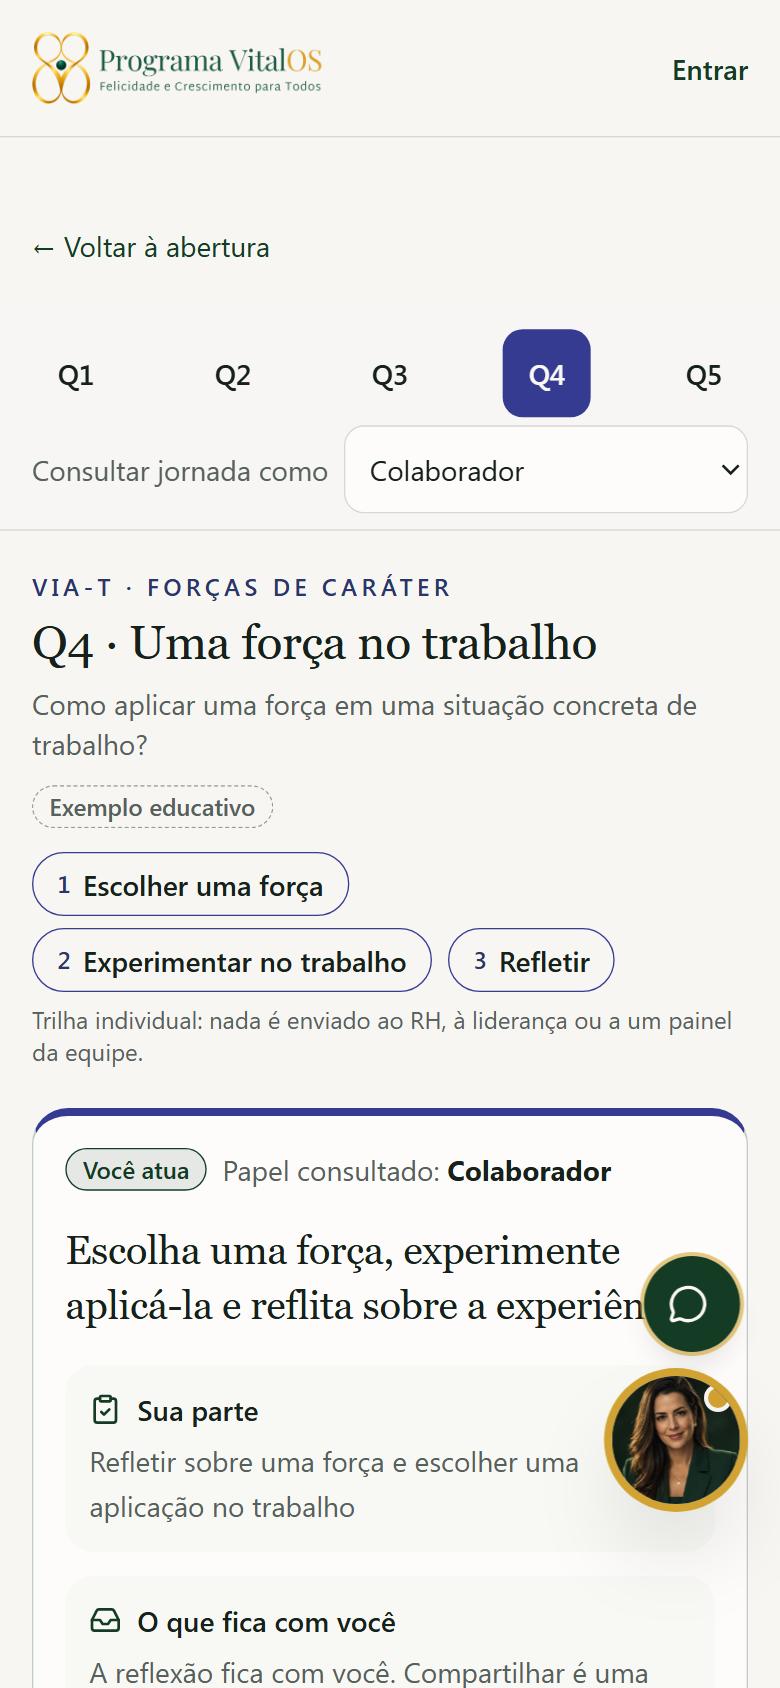 Programa VitalOS
Felicidade e Crescimento para Todos
Entrar
← Voltar à abertura
Q1 Q2 Q3 Q4 Q5
Consultar jornada como Colaborador
VIA-T · FORÇAS DE CARÁTER
Q4 · Uma força no trabalho
Como aplicar uma força em uma situação concreta de
trabalho?
Exemplo educativo
1 Escolher uma força
2 Experimentar no trabalho 3 Refletir
Trilha individual: nada é enviado ao RH, à liderança ou a um painel
da equipe.
Você atua Papel consultado: Colaborador
Escolha uma força, experimente
aplicá-la e reflita sobre a
Sua parte
Refletir sobre uma força e escolher uma
aplicação no trabalho
O que fica com você
A reflexão fica com você. Compartilhar é uma